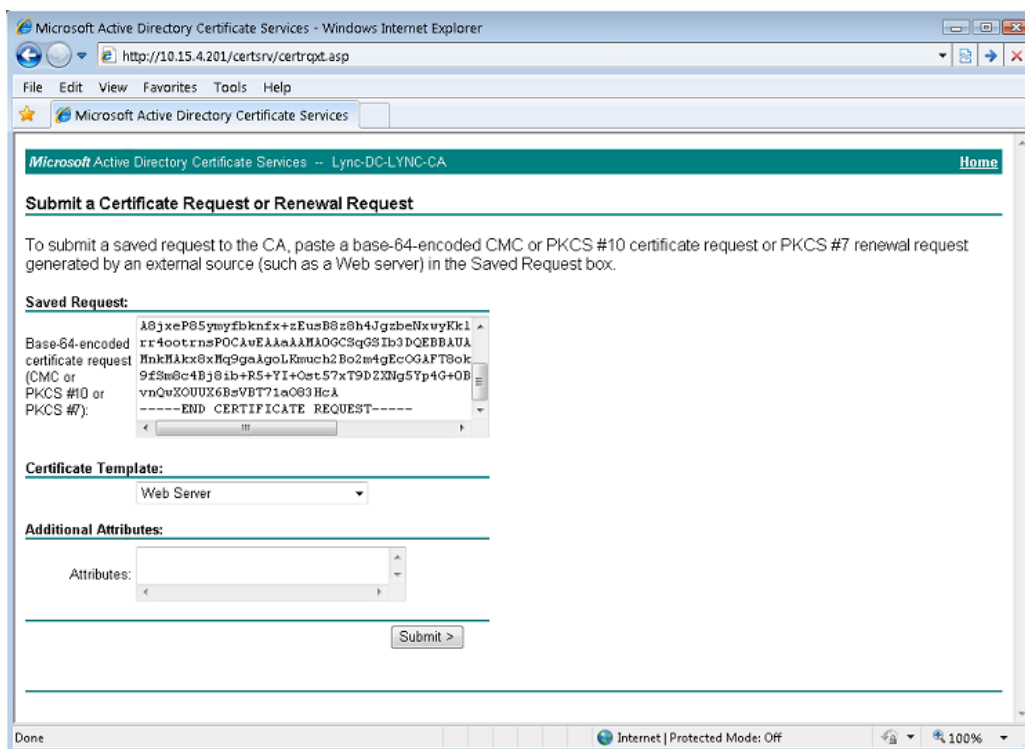 Microsoft Active Directory Certificate Services - Windows Internet Explorer
http://10.15.4.201/certsrv/certrqxt.asp
File Edit View Favorites Tools Help
Microsoft Active Directory Certificate Services
Microsoft Active Directory Certificate Services -- Lync-DC-LYNC-CA Home
Submit a Certificate Request or Renewal Request
To submit a saved request to the CA, paste a base-64-encoded CMC or PKCS #10 certificate request or PKCS #7 renewal request
generated by an external source (such as a Web server) in the Saved Request box.
Saved Request:
Base-64-encoded
certificate request
(CMC or
PKCS #10 or
PKCS #7):
A8jxeP85ymyfbknfx+zEusB8z8h4JgzbeNxwyKkl
rr4ootrnsPOCAwEAAaAAMAOGCSqGSIb3DQEBBAUA
MnkMAkx8xMq9gaAgoLKmuch2Bo2m4gEcOGAFT8ok
9fSm8c4Bj8ib+R5+YI+Ost57xT9DZXNg5Yp4G+OB
vnQwXOUUX6BsVBT71aO83HcA
-----END CERTIFICATE REQUEST-----
Certificate Template:
Web Server
Additional Attributes:
Attributes:
Submit >
Done
Internet | Protected Mode: Off
100%